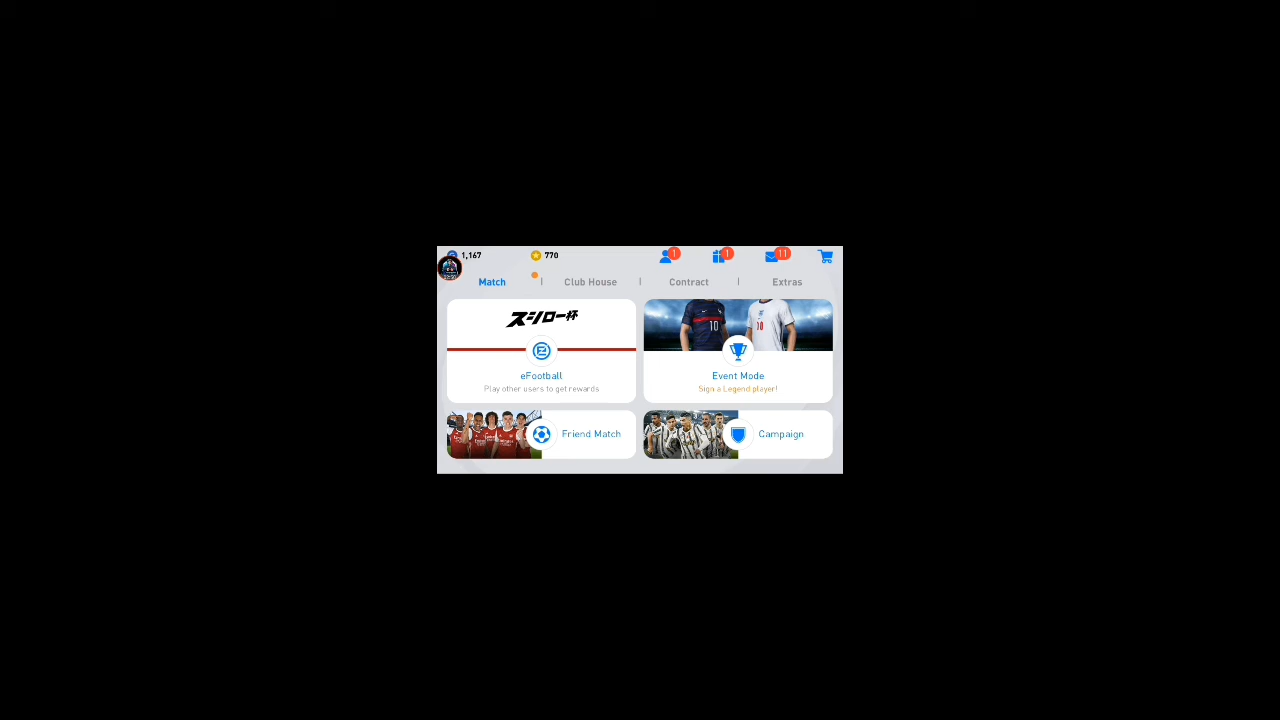 1,167
770
1
1
11
Match
Club House
Contract
Extras
スシロー杯
10
10
eFootball
Play other users to get rewards
Event Mode
Sign a Legend player!
Friend Match
Campaign